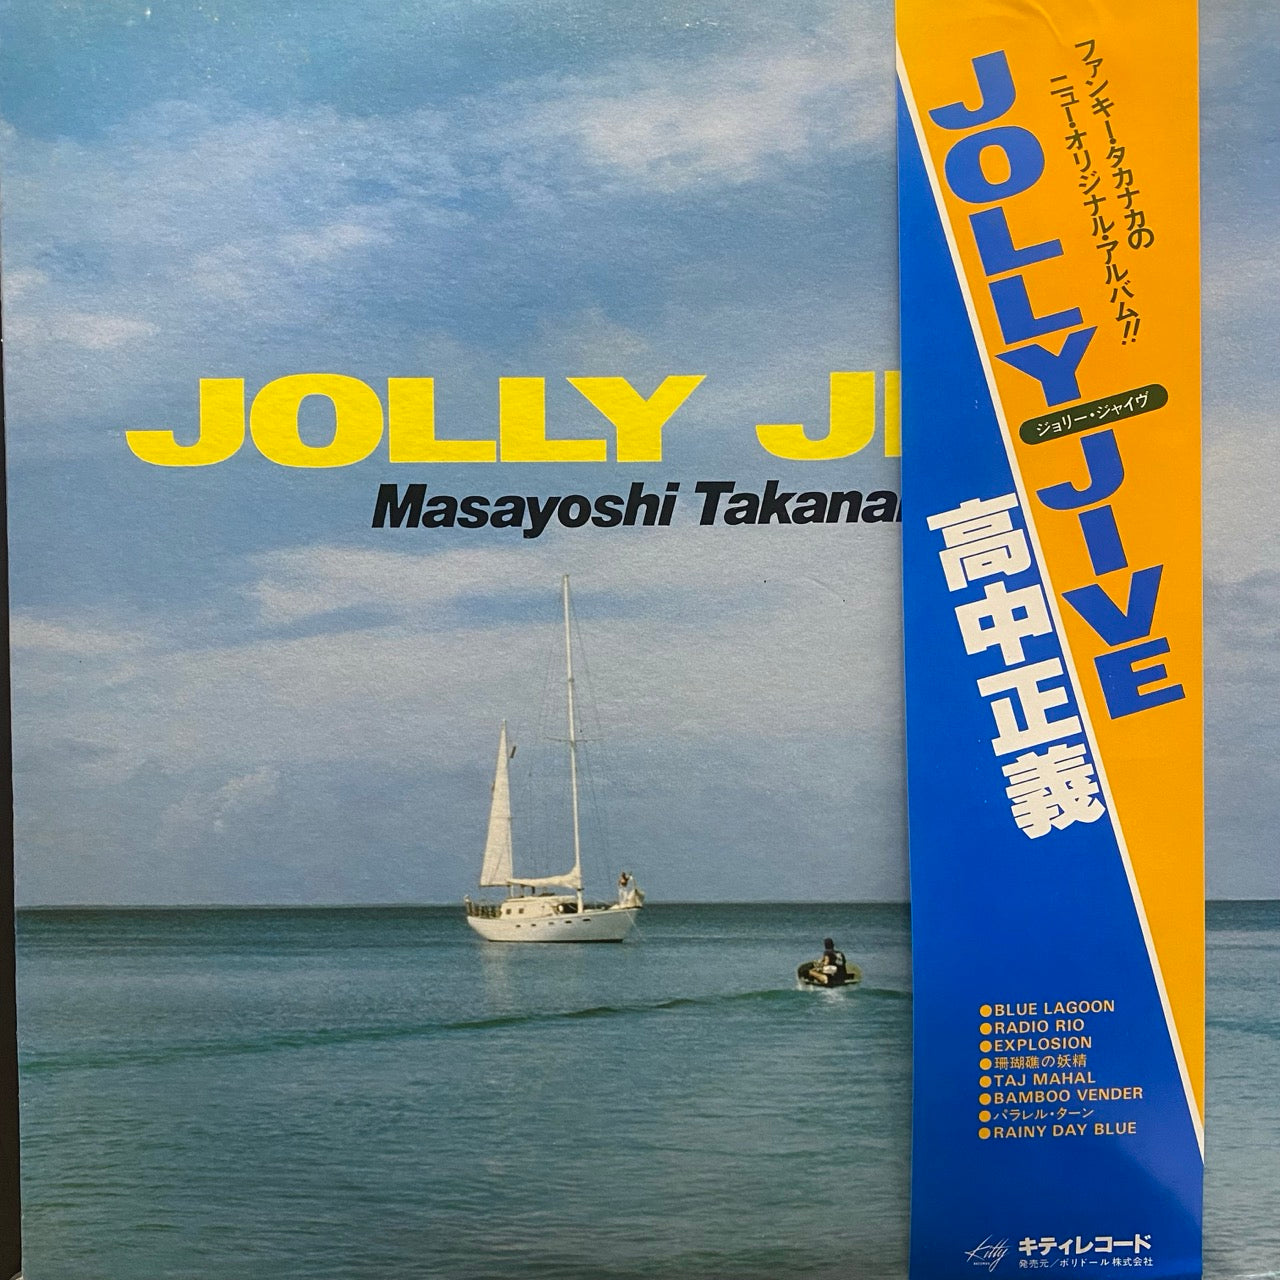 JOLLY JI
Masayoshi Takana
ファンキー・タカナカの
ニュー・オリジナル・アルバム!!
JOLLY JIVE
ジョリー・ジャイヴ
高中正義
●BLUE LAGOON
●RADIO RIO
●EXPLOSION
●珊瑚礁の妖精
●TAJ MAHAL
●BAMBOO VENDER
●パラレル・ターン
●RAINY DAY BLUE
Kitty
RECORDS
キティレコード
発売元/ポリドール株式会社